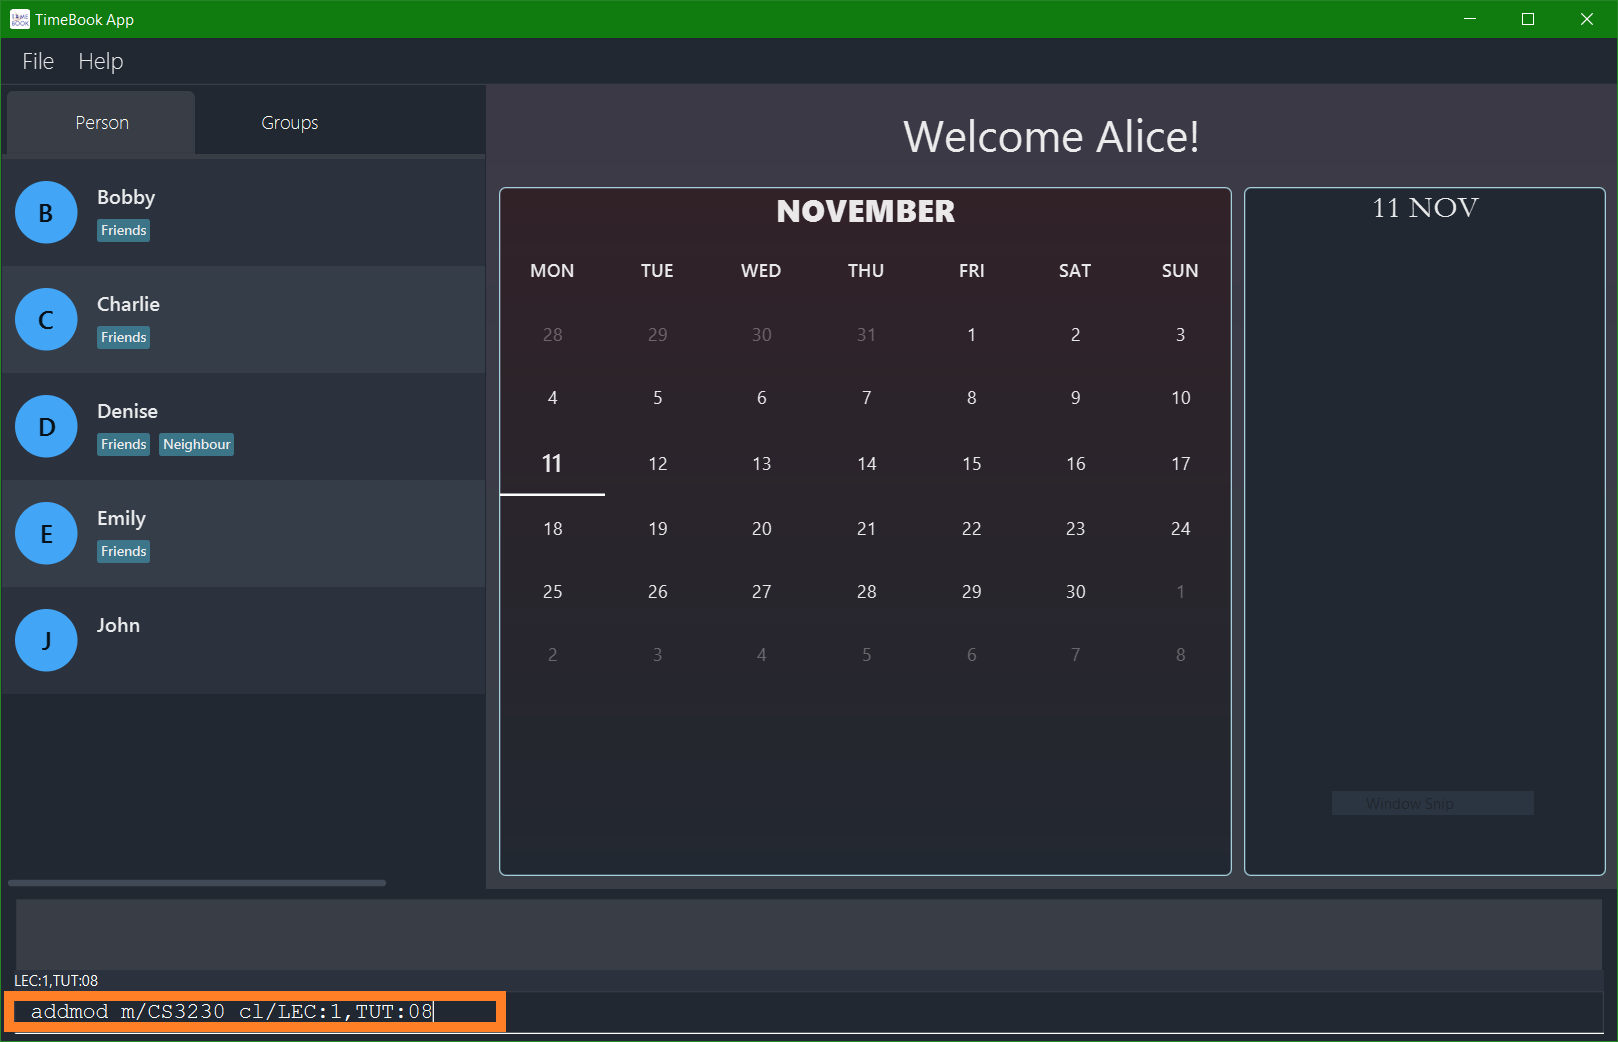 TimeBook App
File Help
Person Groups
B Bobby
Friends
C Charlie
Friends
D Denise
Friends Neighbour
E Emily
Friends
J John
Welcome Alice!
NOVEMBER
MON TUE WED THU FRI SAT SUN
28 29 30 31 1 2 3
4 5 6 7 8 9 10
11 12 13 14 15 16 17
18 19 20 21 22 23 24
25 26 27 28 29 30 1
2 3 4 5 6 7 8
11 NOV
Window Snip
LEC:1,TUT:08
addmod m/CS3230 cl/LEC:1,TUT:08